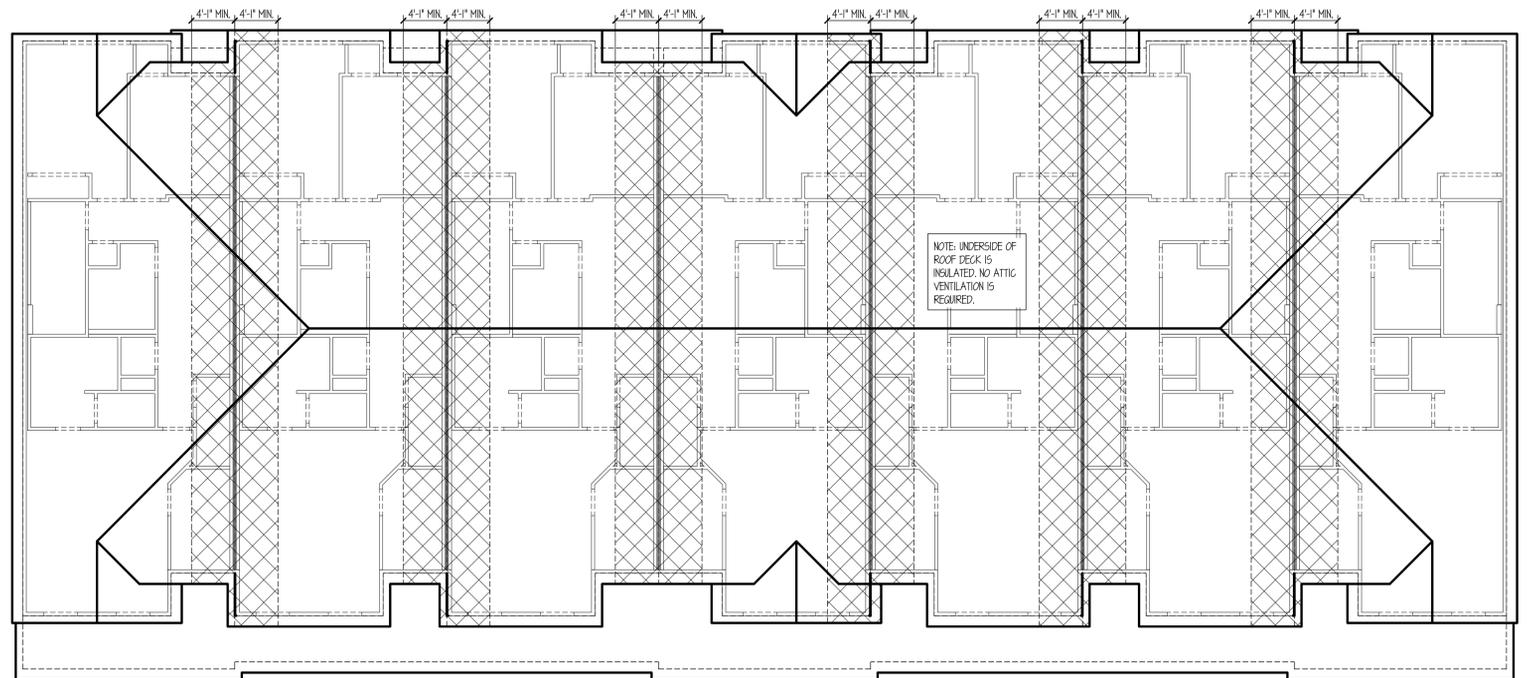 4'-1" MIN. 4'-1" MIN. 4'-1" MIN. 4'-1" MIN. 4'-1" MIN. 4'-1" MIN. 4'-1" MIN. 4'-1" MIN. 4'-1" MIN. 4'-1" MIN. 4'-1" MIN. 4'-1" MIN.
NOTE: UNDERSIDE OF
ROOF DECK IS
INSULATED. NO ATTIC
VENTILATION IS
REQUIRED.